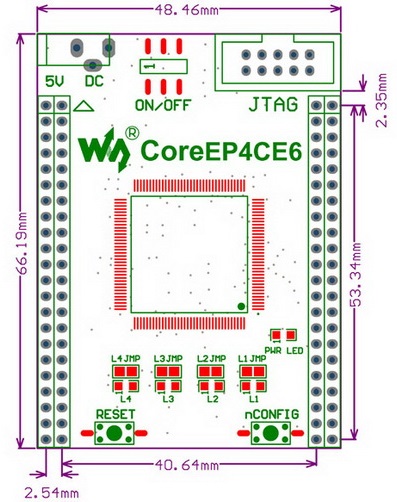 48.46mm
5V DC
1
ON/OFF
JTAG
2.35mm
® CoreEP4CE6
66.19mm
53.34mm
1
PWR LED
L4JMP L3JMP L2JMP L1JMP
L4 L3 L2 L1
RESET nCONFIG
40.64mm
2.54mm